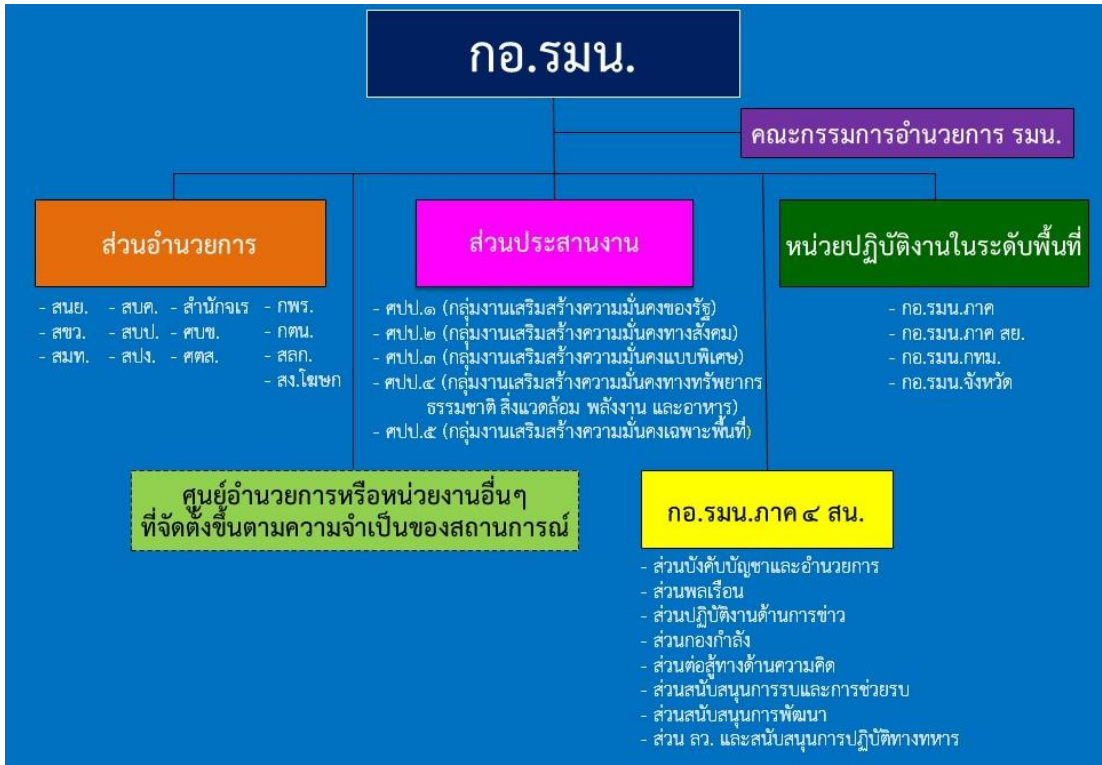 กอ.รมน.
คณะกรรมการอำนวยการ รมน.
ส่วนอำนวยการ
- สนย. - สบค. - สำนักจเร - กพร.
- สขว. - สบป. - ศบข. - กตน.
- สมท. - สปง. - ศตส. - สลก.
- สง.โฆษก
ส่วนประสานงาน
- ศปป.๑ (กลุ่มงานเสริมสร้างความมั่นคงของรัฐ)
- ศปป.๒ (กลุ่มงานเสริมสร้างความมั่นคงทางสังคม)
- ศปป.๓ (กลุ่มงานเสริมสร้างความมั่นคงแบบพิเศษ)
- ศปป.๔ (กลุ่มงานเสริมสร้างความมั่นคงทางทรัพยากร
ธรรมชาติ สิ่งแวดล้อม พลังงาน และอาหาร)
- ศปป.๕ (กลุ่มงานเสริมสร้างความมั่นคงเฉพาะพื้นที่)
หน่วยปฏิบัติงานในระดับพื้นที่
- กอ.รมน.ภาค
- กอ.รมน.ภาค สย.
- กอ.รมน.กทม.
- กอ.รมน.จังหวัด
ศูนย์อำนวยการหรือหน่วยงานอื่นๆ
ที่จัดตั้งขึ้นตามความจำเป็นของสถานการณ์
กอ.รมน.ภาค ๔ สน.
- ส่วนบังคับบัญชาและอำนวยการ
- ส่วนพลเรือน
- ส่วนปฏิบัติงานด้านการข่าว
- ส่วนกองกำลัง
- ส่วนต่อสู้ทางด้านความคิด
- ส่วนสนับสนุนการรบและการช่วยรบ
- ส่วนสนับสนุนการพัฒนา
- ส่วน ลว. และสนับสนุนการปฏิบัติทางทหาร